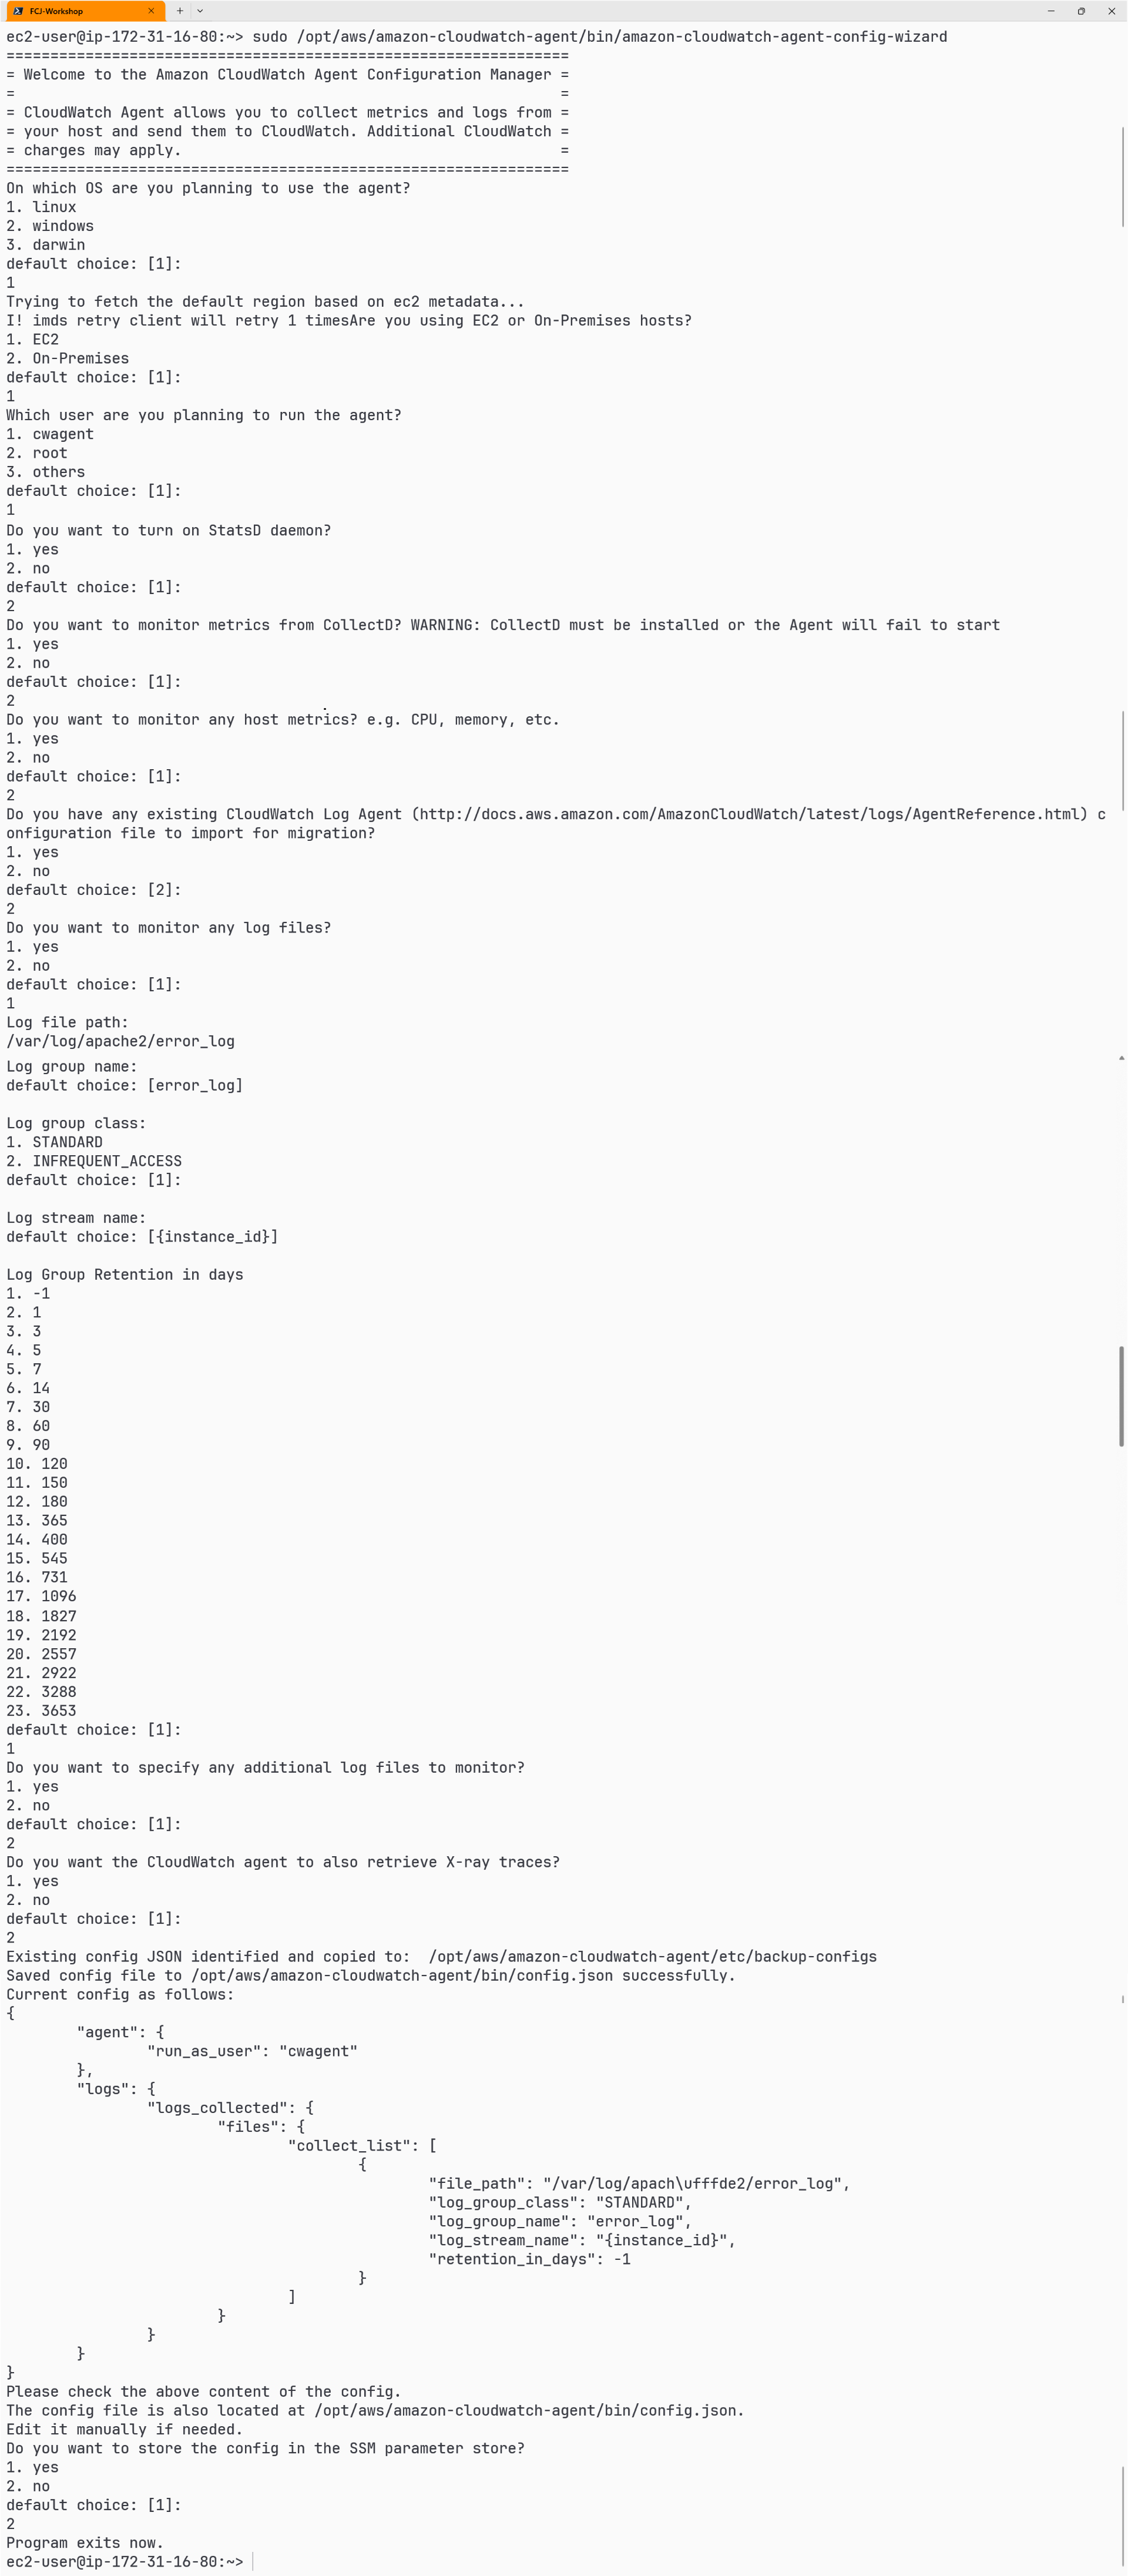 FCJ-Workshop
ec2-user@ip-172-31-16-80:~> sudo /opt/aws/amazon-cloudwatch-agent/bin/amazon-cloudwatch-agent-config-wizard
================================================================
= Welcome to the Amazon CloudWatch Agent Configuration Manager =
=                                                              =
= CloudWatch Agent allows you to collect metrics and logs from =
= your host and send them to CloudWatch. Additional CloudWatch =
= charges may apply.                                           =
================================================================
On which OS are you planning to use the agent?
1. linux
2. windows
3. darwin
default choice: [1]:
1
Trying to fetch the default region based on ec2 metadata...
I! imds retry client will retry 1 timesAre you using EC2 or On-Premises hosts?
1. EC2
2. On-Premises
default choice: [1]:
1
Which user are you planning to run the agent?
1. cwagent
2. root
3. others
default choice: [1]:
1
Do you want to turn on StatsD daemon?
1. yes
2. no
default choice: [1]:
2
Do you want to monitor metrics from CollectD? WARNING: CollectD must be installed or the Agent will fail to start
1. yes
2. no
default choice: [1]:
2
Do you want to monitor any host metrics? e.g. CPU, memory, etc.
1. yes
2. no
default choice: [1]:
2
Do you have any existing CloudWatch Log Agent (http://docs.aws.amazon.com/AmazonCloudWatch/latest/logs/AgentReference.html) c
onfiguration file to import for migration?
1. yes
2. no
default choice: [2]:
2
Do you want to monitor any log files?
1. yes
2. no
default choice: [1]:
1
Log file path:
/var/log/apache2/error_log
Log group name:
default choice: [error_log]

Log group class:
1. STANDARD
2. INFREQUENT_ACCESS
default choice: [1]:

Log stream name:
default choice: [{instance_id}]

Log Group Retention in days
1. -1
2. 1
3. 3
4. 5
5. 7
6. 14
7. 30
8. 60
9. 90
10. 120
11. 150
12. 180
13. 365
14. 400
15. 545
16. 731
17. 1096
18. 1827
19. 2192
20. 2557
21. 2922
22. 3288
23. 3653
default choice: [1]:
1
Do you want to specify any additional log files to monitor?
1. yes
2. no
default choice: [1]:
2
Do you want the CloudWatch agent to also retrieve X-ray traces?
1. yes
2. no
default choice: [1]:
2
Existing config JSON identified and copied to:  /opt/aws/amazon-cloudwatch-agent/etc/backup-configs
Saved config file to /opt/aws/amazon-cloudwatch-agent/bin/config.json successfully.
Current config as follows:
{
        "agent": {
                "run_as_user": "cwagent"
        },
        "logs": {
                "logs_collected": {
                        "files": {
                                "collect_list": [
                                        {
                                                "file_path": "/var/log/apach\ufffde2/error_log",
                                                "log_group_class": "STANDARD",
                                                "log_group_name": "error_log",
                                                "log_stream_name": "{instance_id}",
                                                "retention_in_days": -1
                                        }
                                ]
                        }
                }
        }
}
Please check the above content of the config.
The config file is also located at /opt/aws/amazon-cloudwatch-agent/bin/config.json.
Edit it manually if needed.
Do you want to store the config in the SSM parameter store?
1. yes
2. no
default choice: [1]:
2
Program exits now.
ec2-user@ip-172-31-16-80:~>